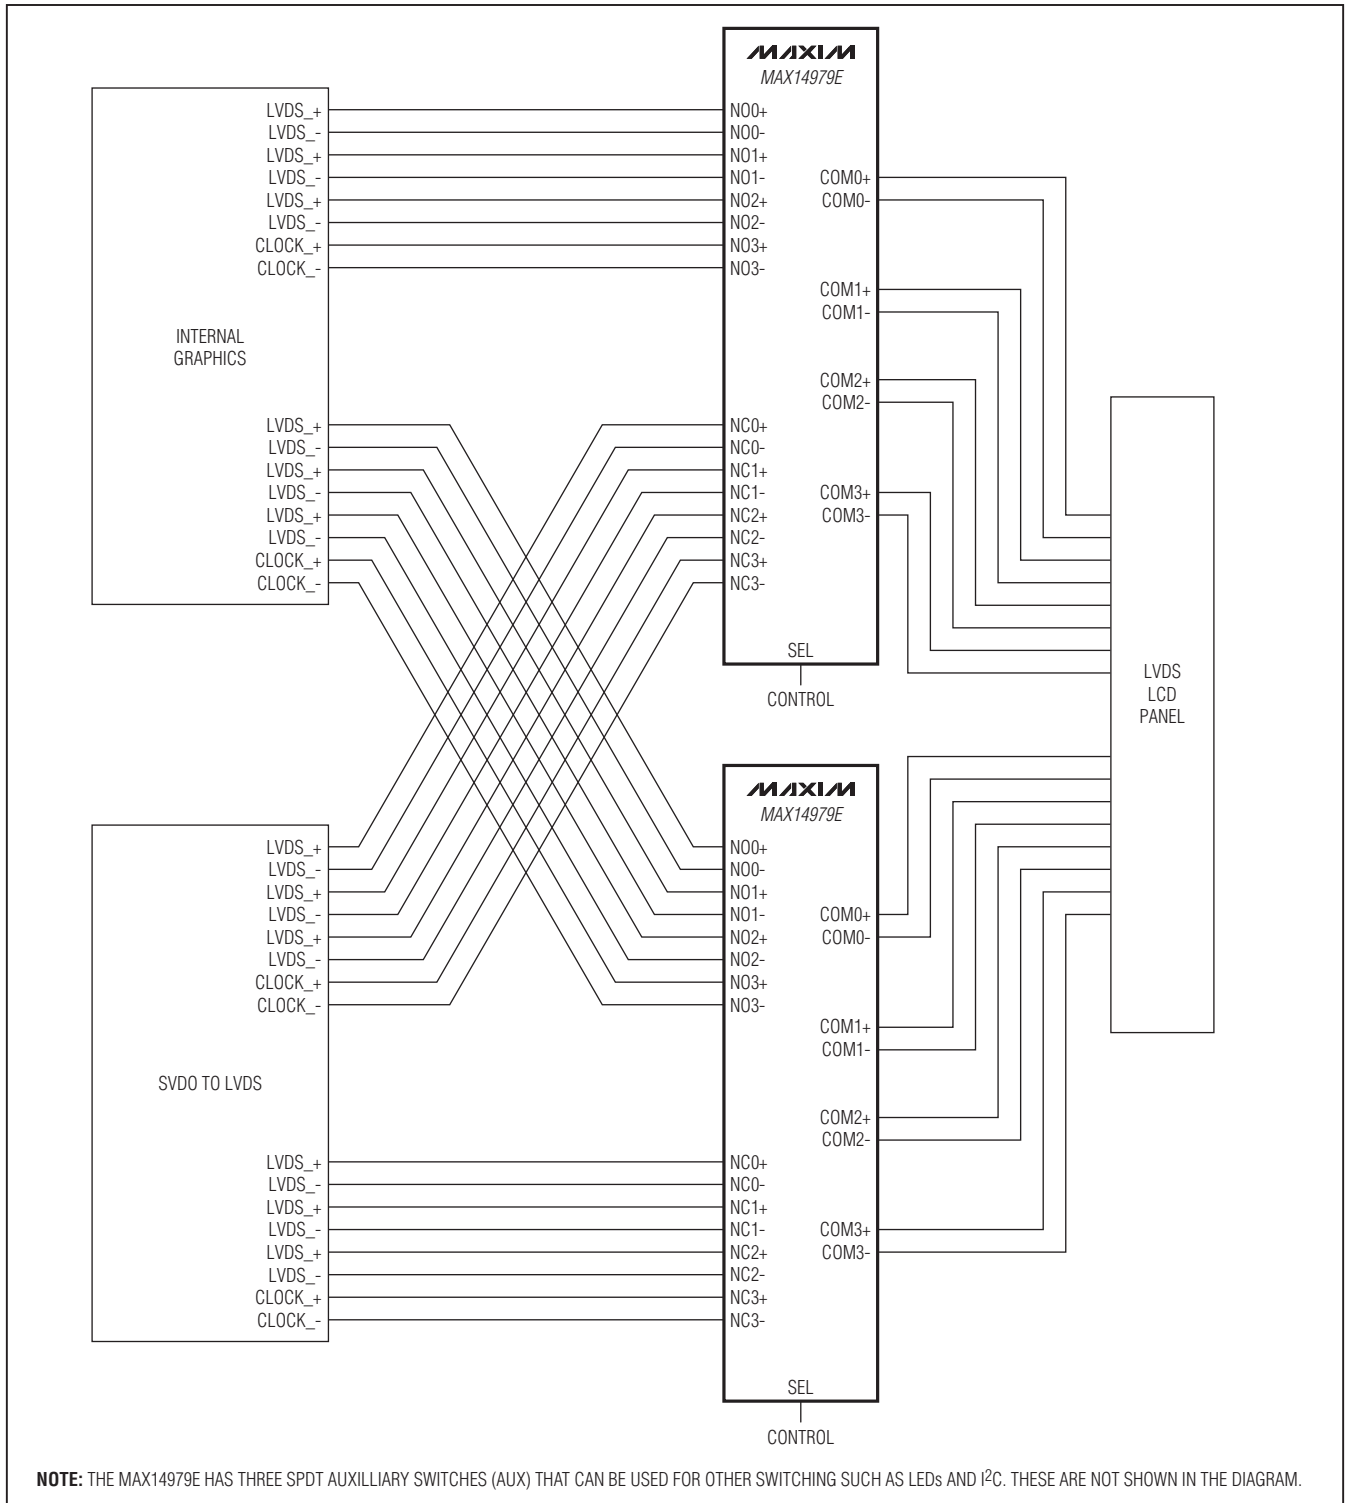 MAXIM
MAX14979E
LVDS_+
LVDS_-
LVDS_+
LVDS_-
LVDS_+
LVDS_-
CLOCK_+
CLOCK_-
INTERNAL
GRAPHICS
LVDS_+
LVDS_-
LVDS_+
LVDS_-
LVDS_+
LVDS_-
CLOCK_+
CLOCK_-
NO0+
NO0-
NO1+
NO1-
NO2+
NO2-
NO3+
NO3-
NC0+
NC0-
NC1+
NC1-
NC2+
NC2-
NC3+
NC3-
COM0+
COM0-
COM1+
COM1-
COM2+
COM2-
COM3+
COM3-
SEL
CONTROL
LVDS
LCD
PANEL
MAXIM
MAX14979E
LVDS_+
LVDS_-
LVDS_+
LVDS_-
LVDS_+
LVDS_-
CLOCK_+
CLOCK_-
SVDO TO LVDS
LVDS_+
LVDS_-
LVDS_+
LVDS_-
LVDS_+
LVDS_-
CLOCK_+
CLOCK_-
NO0+
NO0-
NO1+
NO1-
NO2+
NO2-
NO3+
NO3-
NC0+
NC0-
NC1+
NC1-
NC2+
NC2-
NC3+
NC3-
COM0+
COM0-
COM1+
COM1-
COM2+
COM2-
COM3+
COM3-
SEL
CONTROL
NOTE: THE MAX14979E HAS THREE SPDT AUXILLIARY SWITCHES (AUX) THAT CAN BE USED FOR OTHER SWITCHING SUCH AS LEDs AND I2C. THESE ARE NOT SHOWN IN THE DIAGRAM.